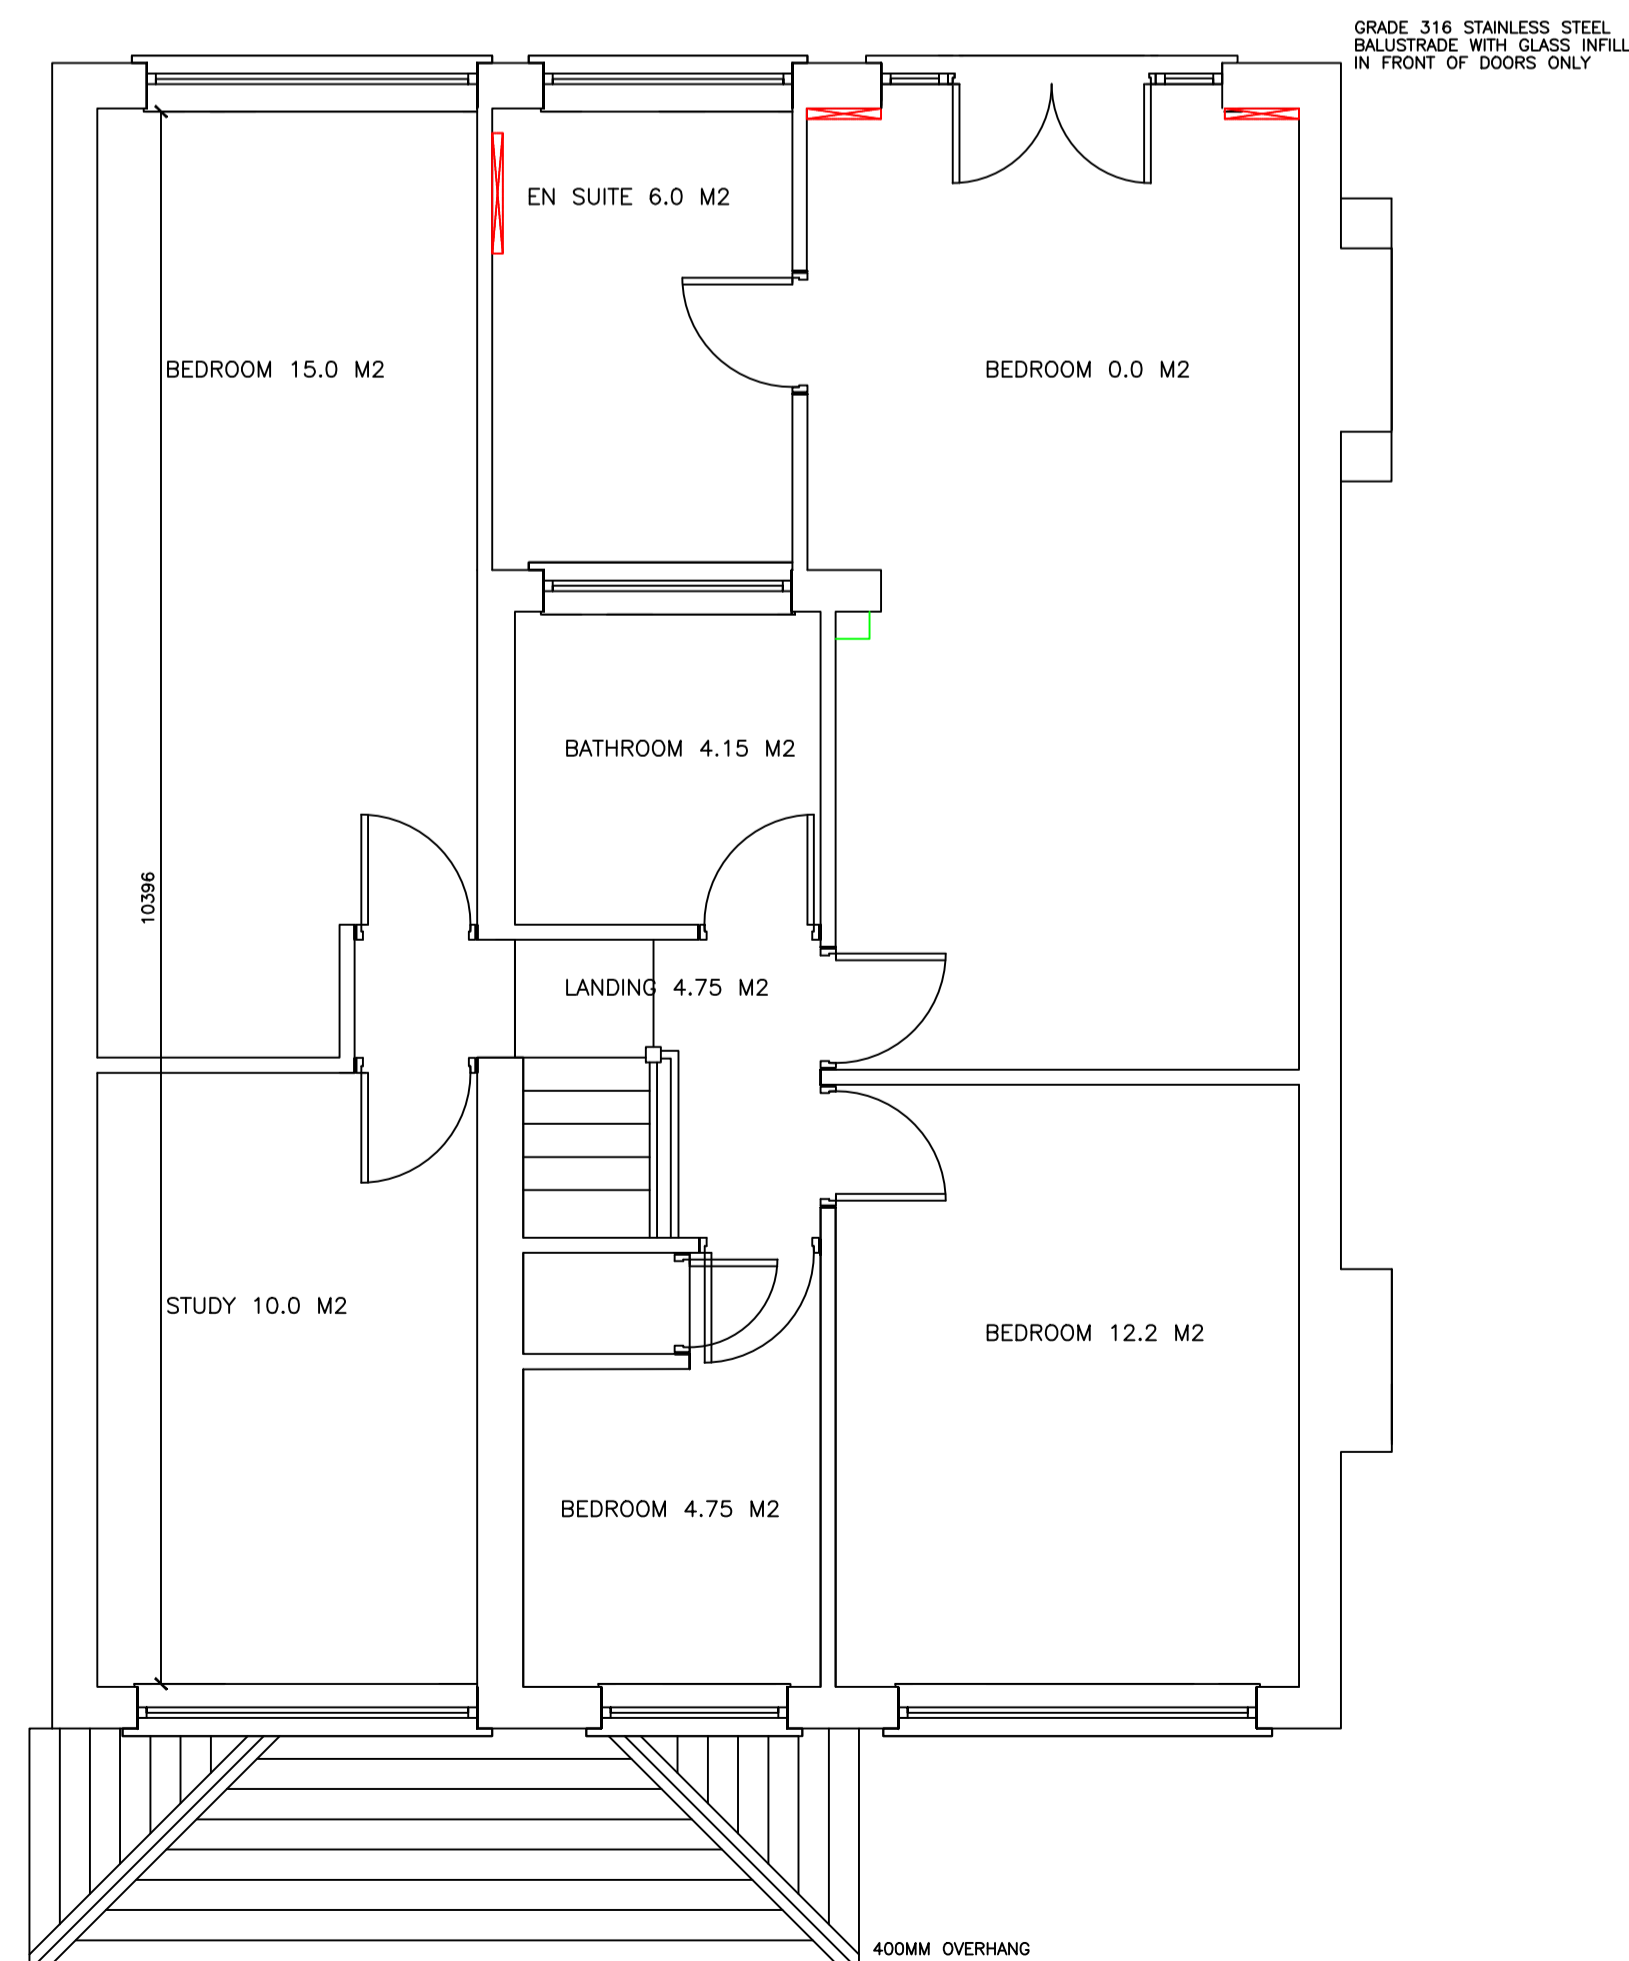 GRADE 316 STAINLESS STEEL
BALUSTRADE WITH GLASS INFILL
IN FRONT OF DOORS ONLY
EN SUITE 6.0 M2
BEDROOM 15.0 M2
BEDROOM 0.0 M2
BATHROOM 4.15 M2
10396
LANDING 4.75 M2
STUDY 10.0 M2
BEDROOM 12.2 M2
BEDROOM 4.75 M2
400MM OVERHANG